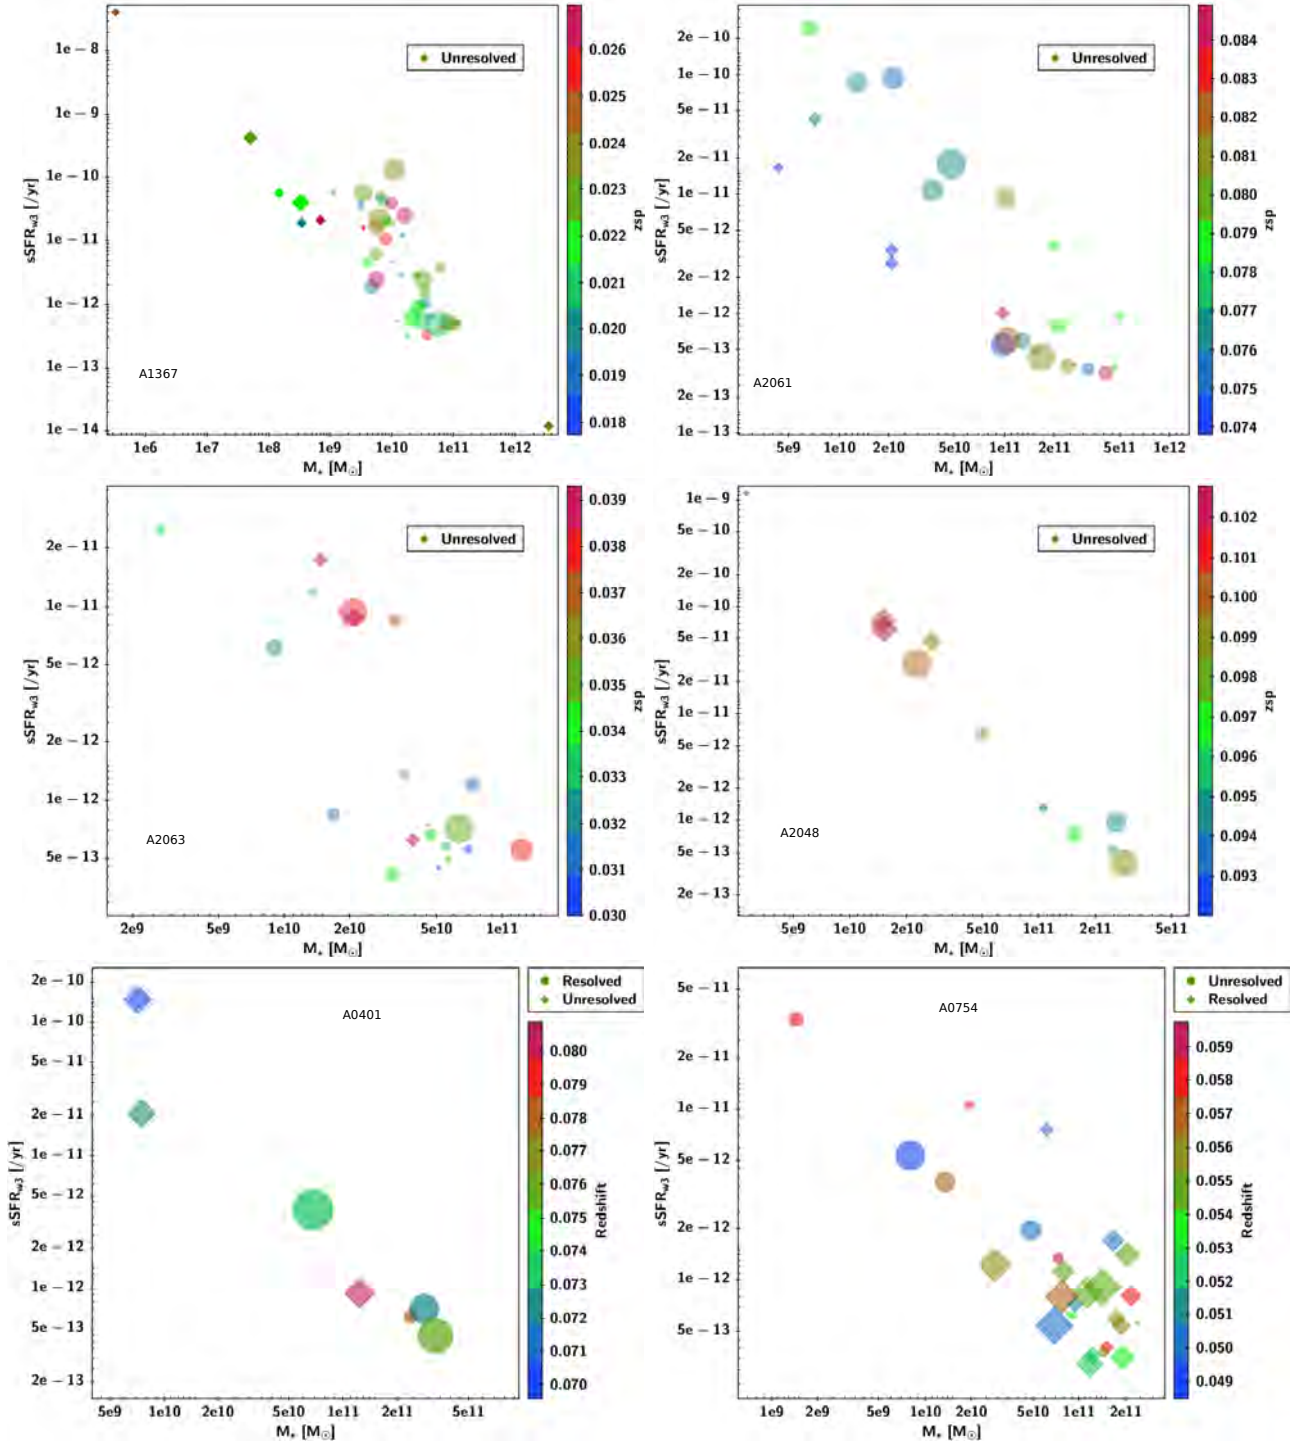 1e − 8
1e − 9
1e − 10
1e − 11
1e − 12
1e − 13
1e − 14
sSFRw3 [/yr]
Unresolved
A1367
1e6 1e7 1e8 1e9 1e10 1e11 1e12
M* [M⊙]
0.026
0.025
0.024
0.023
0.022
0.021
0.020
0.019
0.018
zsp
2e − 10
1e − 10
5e − 11
2e − 11
1e − 11
5e − 12
2e − 12
1e − 12
5e − 13
2e − 13
1e − 13
sSFRw3 [/yr]
Unresolved
A2061
5e9 1e10 2e10 5e10 1e11 2e11 5e11 1e12
M* [M⊙]
0.084
0.083
0.082
0.081
0.080
0.079
0.078
0.077
0.076
0.075
0.074
zsp
2e − 11
1e − 11
5e − 12
2e − 12
1e − 12
5e − 13
sSFRw3 [/yr]
Unresolved
A2063
2e9 5e9 1e10 2e10 5e10 1e11
M* [M⊙]
0.039
0.038
0.037
0.036
0.035
0.034
0.033
0.032
0.031
0.030
zsp
1e − 9
5e − 10
2e − 10
1e − 10
5e − 11
2e − 11
1e − 11
5e − 12
2e − 12
1e − 12
5e − 13
2e − 13
sSFRw3 [/yr]
Unresolved
A2048
5e9 1e10 2e10 5e10 1e11 2e11 5e11
M* [M⊙]
0.102
0.101
0.100
0.099
0.098
0.097
0.096
0.095
0.094
0.093
zsp
2e − 10
1e − 10
5e − 11
2e − 11
1e − 11
5e − 12
2e − 12
1e − 12
5e − 13
2e − 13
sSFRw3 [/yr]
A0401
Resolved
Unresolved
5e9 1e10 2e10 5e10 1e11 2e11 5e11
M* [M⊙]
0.080
0.079
0.078
0.077
0.076
0.075
0.074
0.073
0.072
0.071
0.070
Redshift
5e − 11
2e − 11
1e − 11
5e − 12
2e − 12
1e − 12
5e − 13
sSFRw3 [/yr]
A0754
Unresolved
Resolved
1e9 2e9 5e9 1e10 2e10 5e10 1e11 2e11
M* [M⊙]
0.059
0.058
0.057
0.056
0.055
0.054
0.053
0.052
0.051
0.050
0.049
Redshift